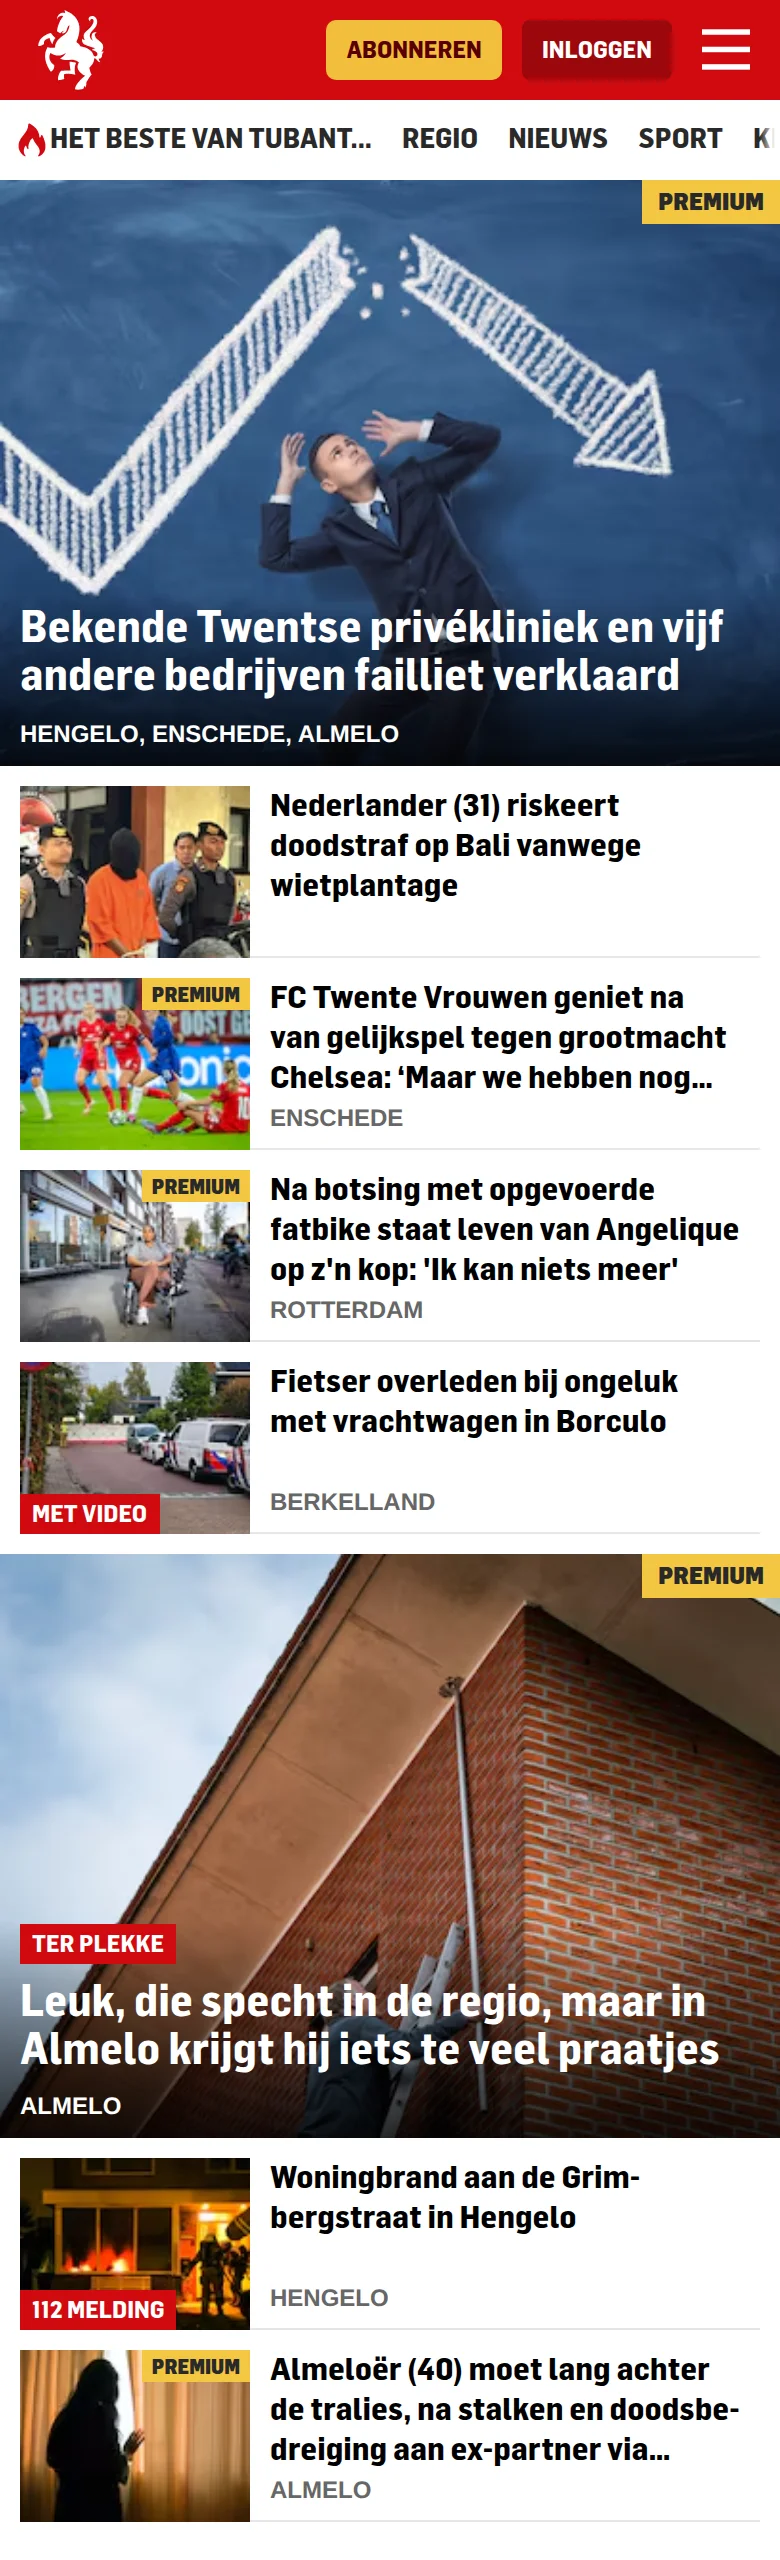 ABONNEREN
INLOGGEN
HET BESTE VAN TUBANT...
REGIO
NIEUWS
SPORT
PREMIUM
Bekende Twentse privékliniek en vijf
andere bedrijven failliet verklaard
HENGELO, ENSCHEDE, ALMELO
Nederlander (31) riskeert
doodstraf op Bali vanwege
wietplantage
PREMIUM
FC Twente Vrouwen geniet na
van gelijkspel tegen grootmacht
Chelsea: ‘Maar we hebben nog...
ENSCHEDE
PREMIUM
Na botsing met opgevoerde
fatbike staat leven van Angelique
op z'n kop: 'Ik kan niets meer'
ROTTERDAM
Fietser overleden bij ongeluk
met vrachtwagen in Borculo
MET VIDEO
BERKELLAND
PREMIUM
TER PLEKKE
Leuk, die specht in de regio, maar in
Almelo krijgt hij iets te veel praatjes
ALMELO
Woningbrand aan de Grim-
bergstraat in Hengelo
112 MELDING
HENGELO
PREMIUM
Almeloër (40) moet lang achter
de tralies, na stalken en doodsbe-
dreiging aan ex-partner via...
ALMELO